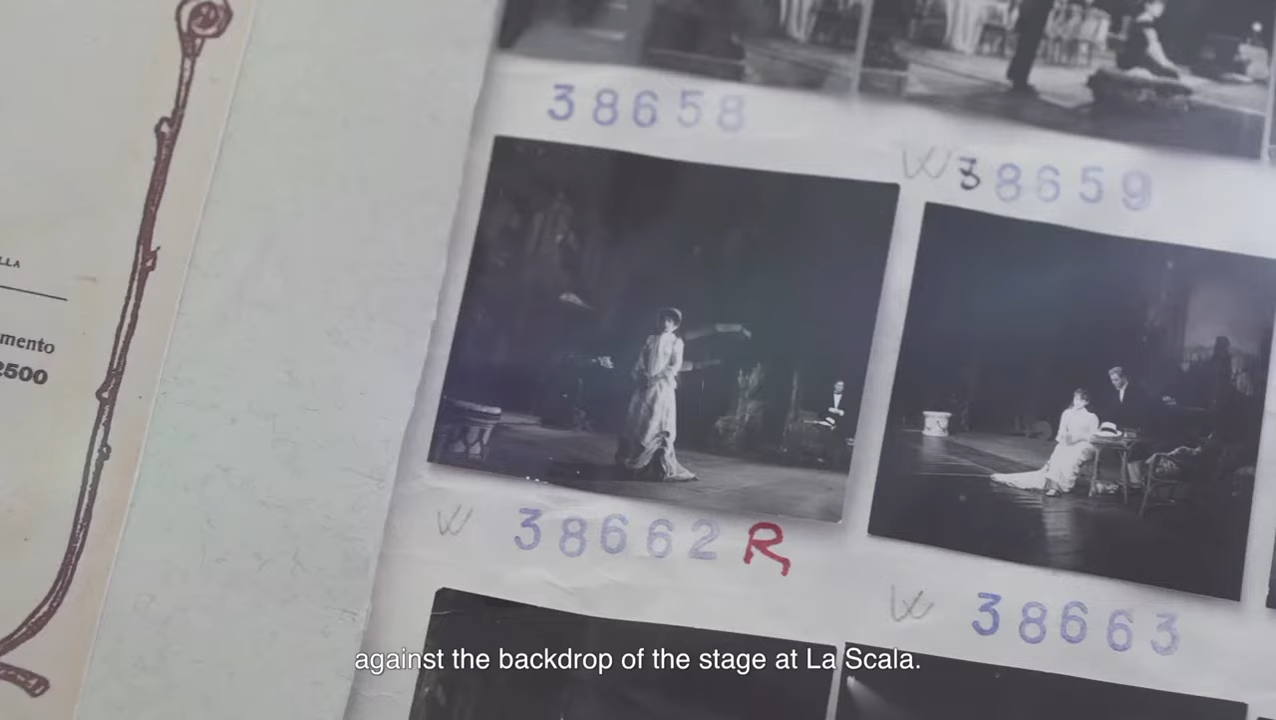 38658
W 38659
LLA
mento
2500
W 38662 R
W 38663
against the backdrop of the stage at La Scala.